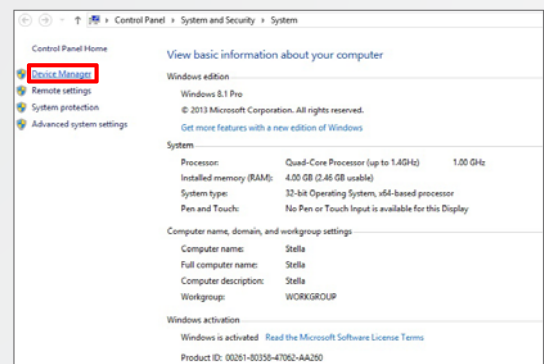 Control Panel System and Security System
Control Panel Home
Device Manager
Remote settings
System protection
Advanced system settings
View basic information about your computer
Windows edition
Windows 8.1 Pro
© 2013 Microsoft Corporation. All rights reserved.
Get more features with a new edition of Windows
System
Processor: Quad-Core Processor (up to 1.4GHz) 1.00 GHz
Installed memory (RAM): 4.00 GB (2.46 GB usable)
System type: 32-bit Operating System, x64-based processor
Pen and Touch: No Pen or Touch Input is available for this Display
Computer name, domain, and workgroup settings
Computer name: Stella
Full computer name: Stella
Computer description: Stella
Workgroup: WORKGROUP
Windows activation
Windows is activated Read the Microsoft Software License Terms
Product ID: 00261-80358-47062-AA260